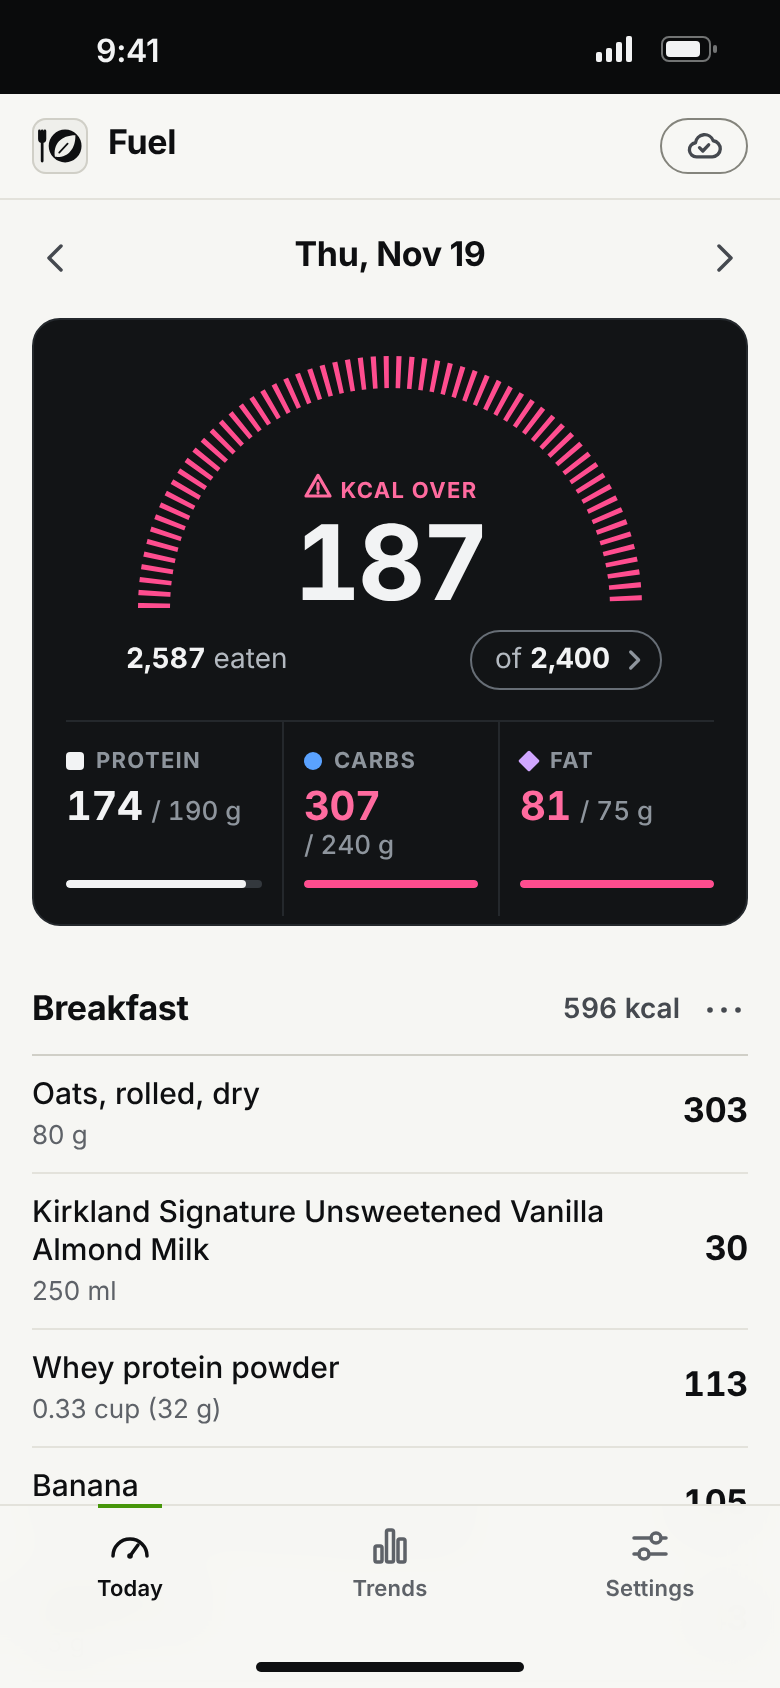 9:41
Fuel
Thu, Nov 19
KCAL OVER
187
2,587 eaten
of 2,400
PROTEIN
174 / 190 g
CARBS
307
/ 240 g
FAT
81 / 75 g
Breakfast
596 kcal
Oats, rolled, dry
80 g
303
Kirkland Signature Unsweetened Vanilla
Almond Milk
250 ml
30
Whey protein powder
0.33 cup (32 g)
113
Banana
105
Today
Trends
Settings